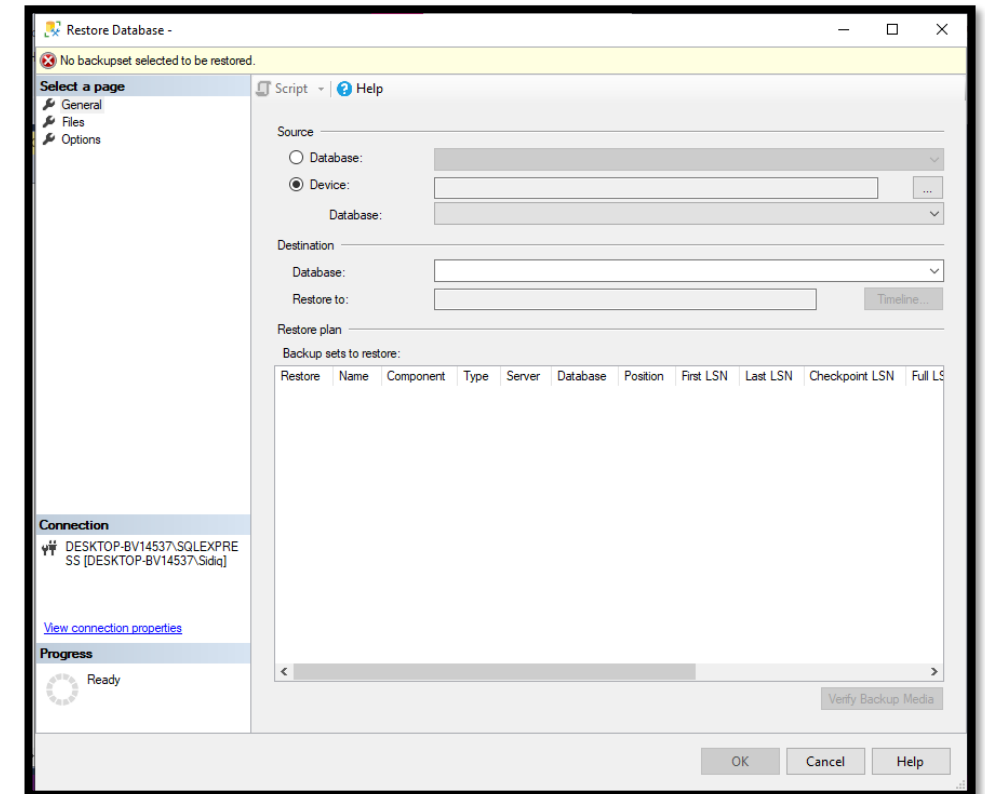 Restore Database -
No backupset selected to be restored.
Select a page
General
Files
Options
Script
Help
Source
Database:
Device:
...
Database:
Destination
Database:
Restore to:
Timeline...
Restore plan
Backup sets to restore:
Restore Name Component Type Server Database Position First LSN Last LSN Checkpoint LSN Full LS
Connection
DESKTOP-BV14537\SQLEXPRE
SS [DESKTOP-BV14537\Sidiq]
View connection properties
Progress
Ready
Verify Backup Media
OK
Cancel
Help